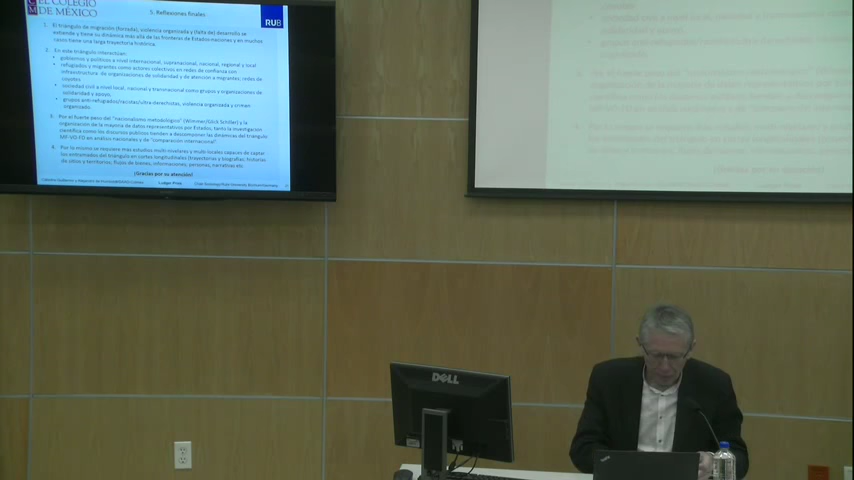 EL COLEGIO
DE MÉXICO
5. Reflexiones finales
RUB
1. El triángulo de migración (forzada), violencia organizada y (falta de) desarrollo se
extiende y tiene su dinámica más allá de las fronteras de Estados-naciones y en muchos
casos tiene una larga trayectoria histórica.
2. En este triángulo interactúan:
• gobiernos y políticos a nivel internacional, supranacional, nacional, regional y local
• refugiados y migrantes como actores colectivos en redes de confianza con
infraestructura de organizaciones de solidaridad y de atención a migrantes; redes de
coyotes
• sociedad civil a nivel local, nacional y transnacional como grupos y organizaciones de
solidaridad y apoyo.
• grupos anti-refugiados/racistas/ultra-derechistas, violencia organizada y crimen
organizado.
3. Por el fuerte peso del "nacionalismo metodológico" (Wimmer/Glick Schiller) y la
organización de la mayoría de datos representativos por Estados, tanto la investigación
científica como los discursos públicos tienden a descomponer las dinámicas del triángulo
MF-VO-FD en análisis nacionales y de "comparación internacional".
4. Por lo mismo se requiere más estudios multi-niveles y multi-locales capaces de captar
los entramados del triángulo en cortes longitudinales (trayectorias y biografías, historias
de sitios y territorios, flujos de bienes, informaciones, personas, narrativas etc.
¡Gracias por su atención!
Ludger Pries
DELL